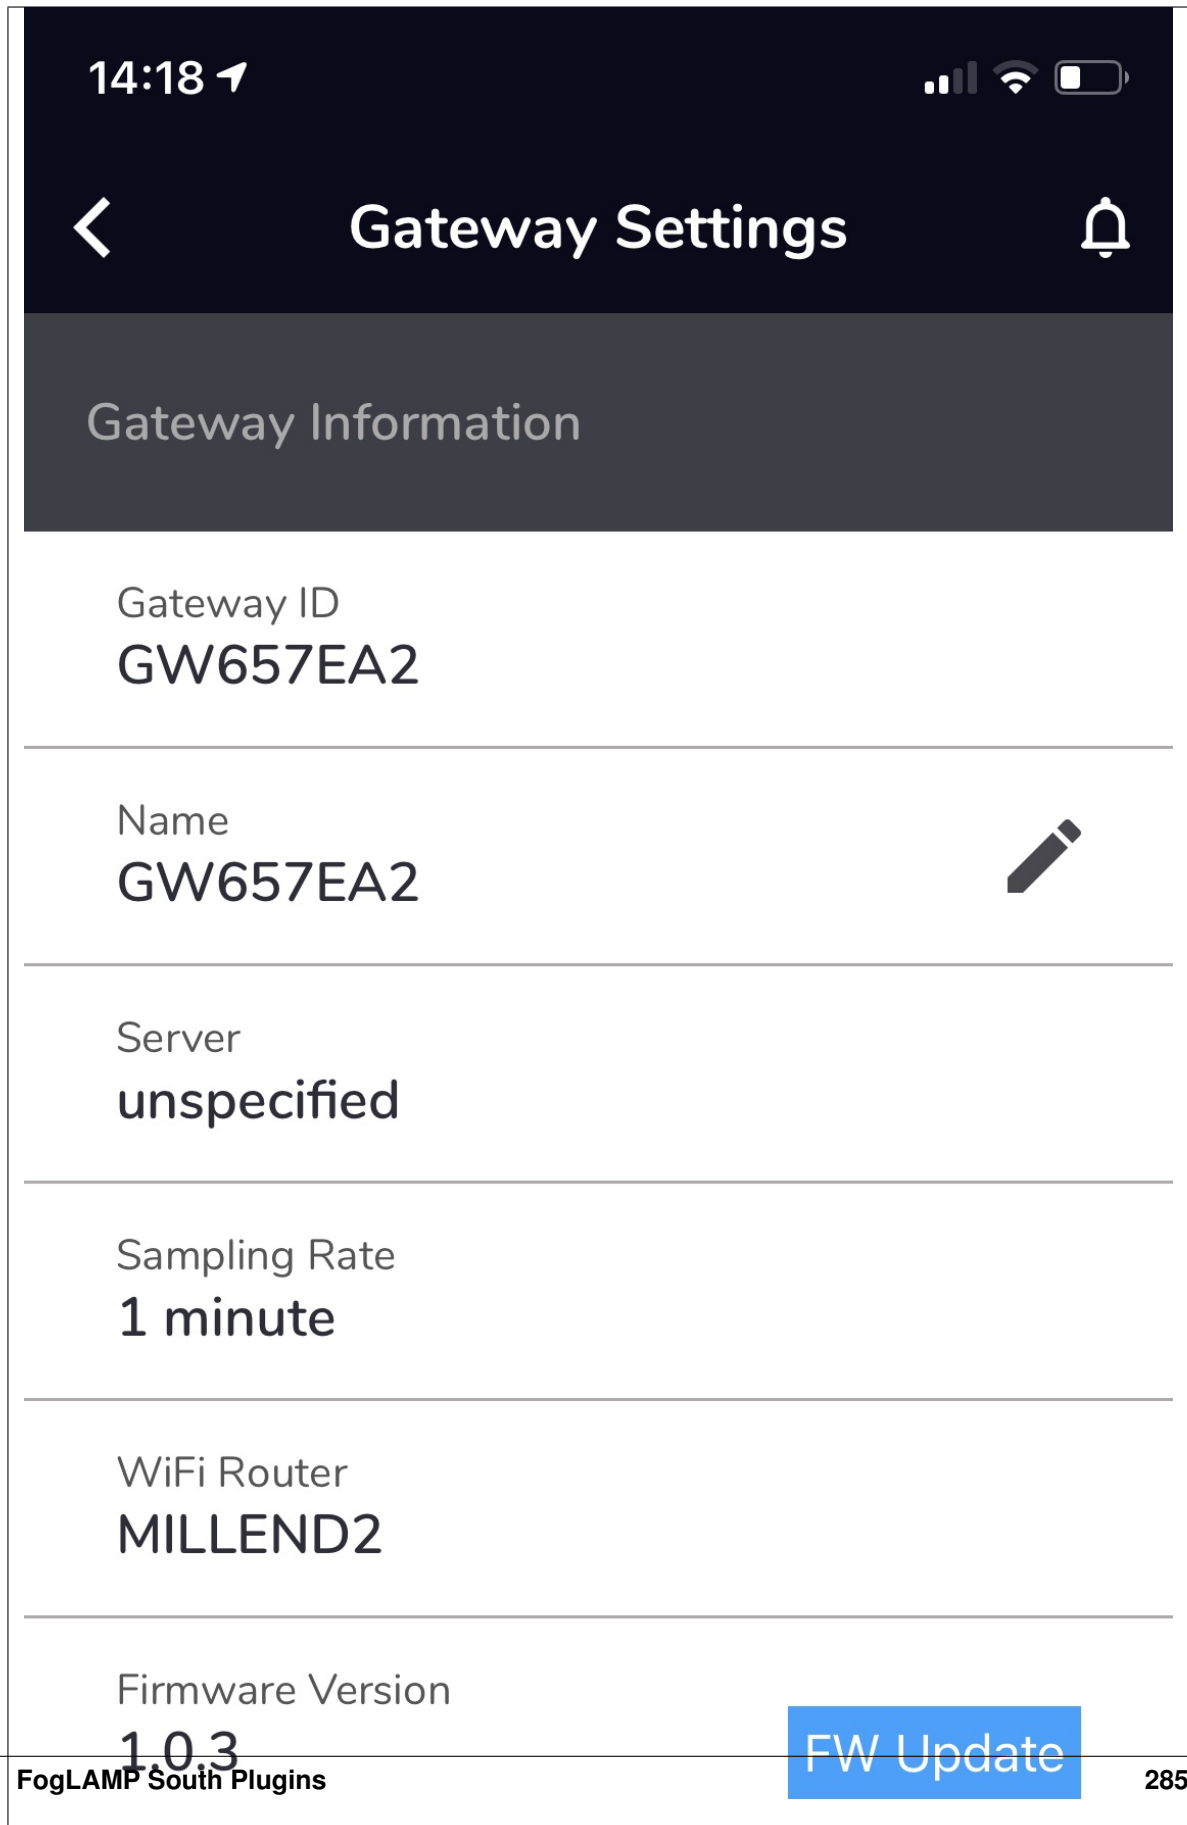 14:18
Gateway Settings
Gateway Information
Gateway ID
GW657EA2
Name
GW657EA2
Server
unspecified
Sampling Rate
1 minute
WiFi Router
MILLEND2
Firmware Version
1.0.3
FW Update
FogLAMP South Plugins 285